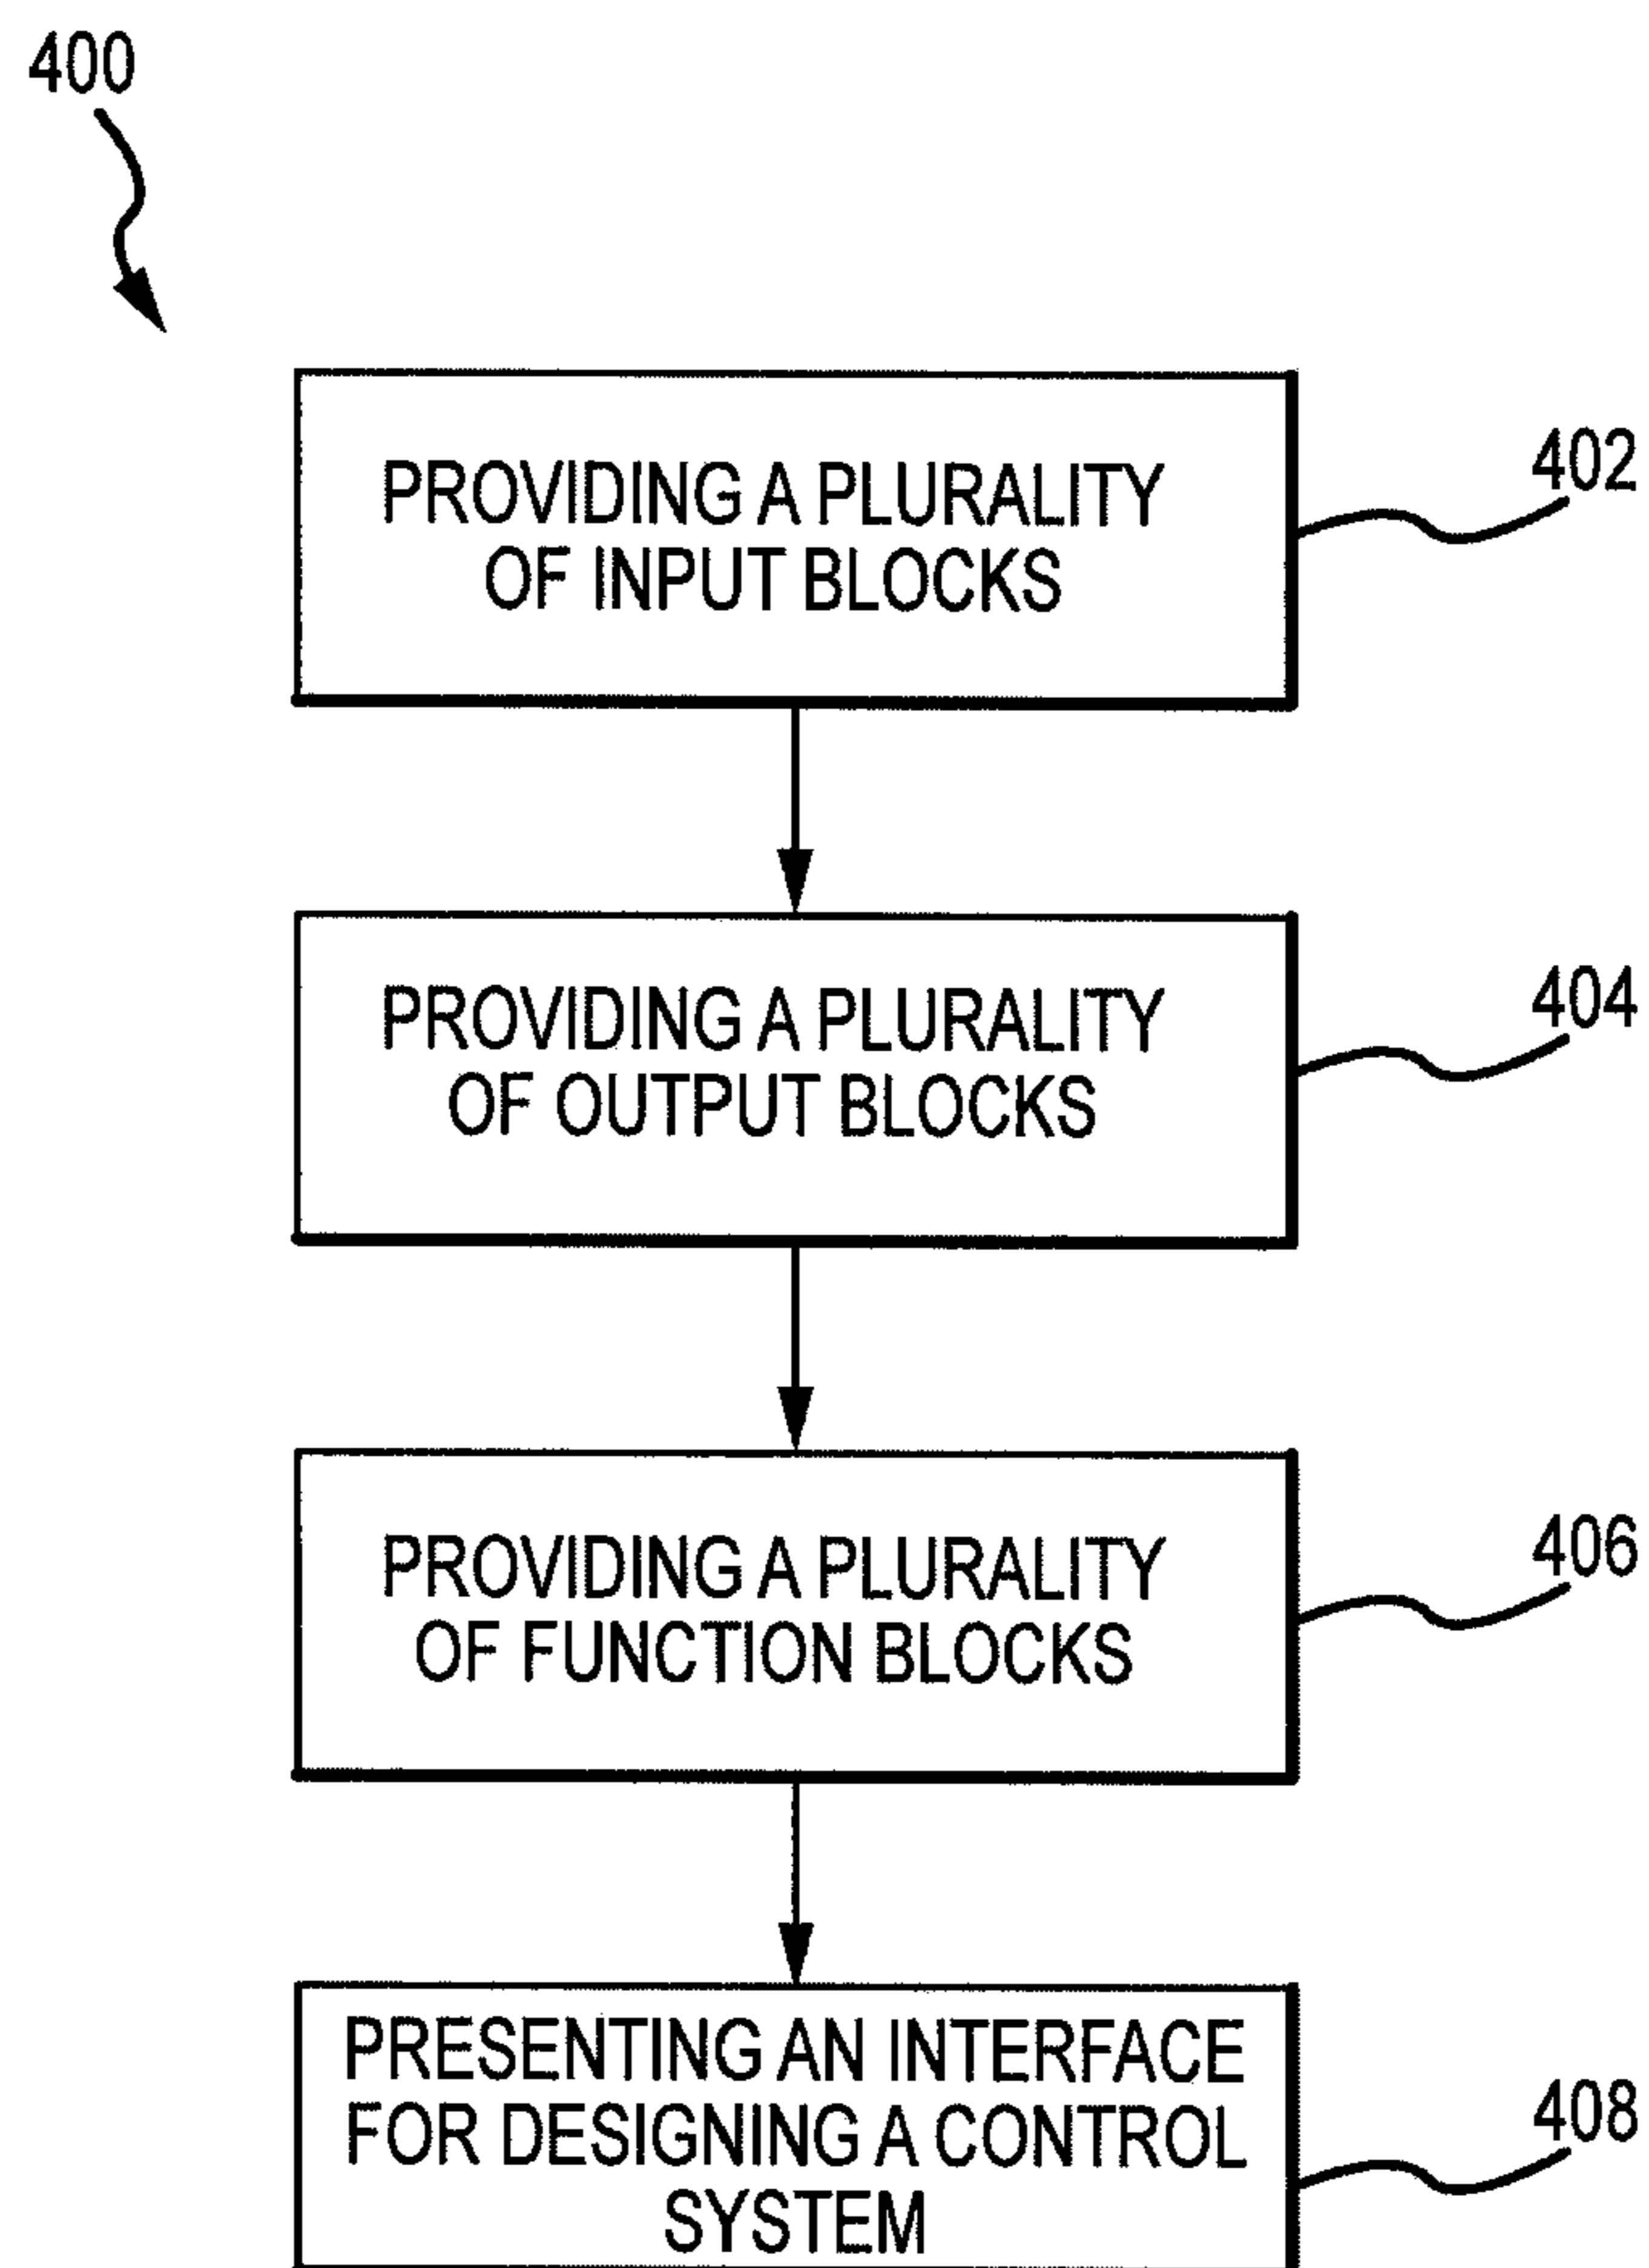 400
PROVIDING A PLURALITY
OF INPUT BLOCKS
402
PROVIDING A PLURALITY
OF OUTPUT BLOCKS
404
PROVIDING A PLURALITY
OF FUNCTION BLOCKS
406
PRESENTING AN INTERFACE
FOR DESIGNING A CONTROL
SYSTEM
408